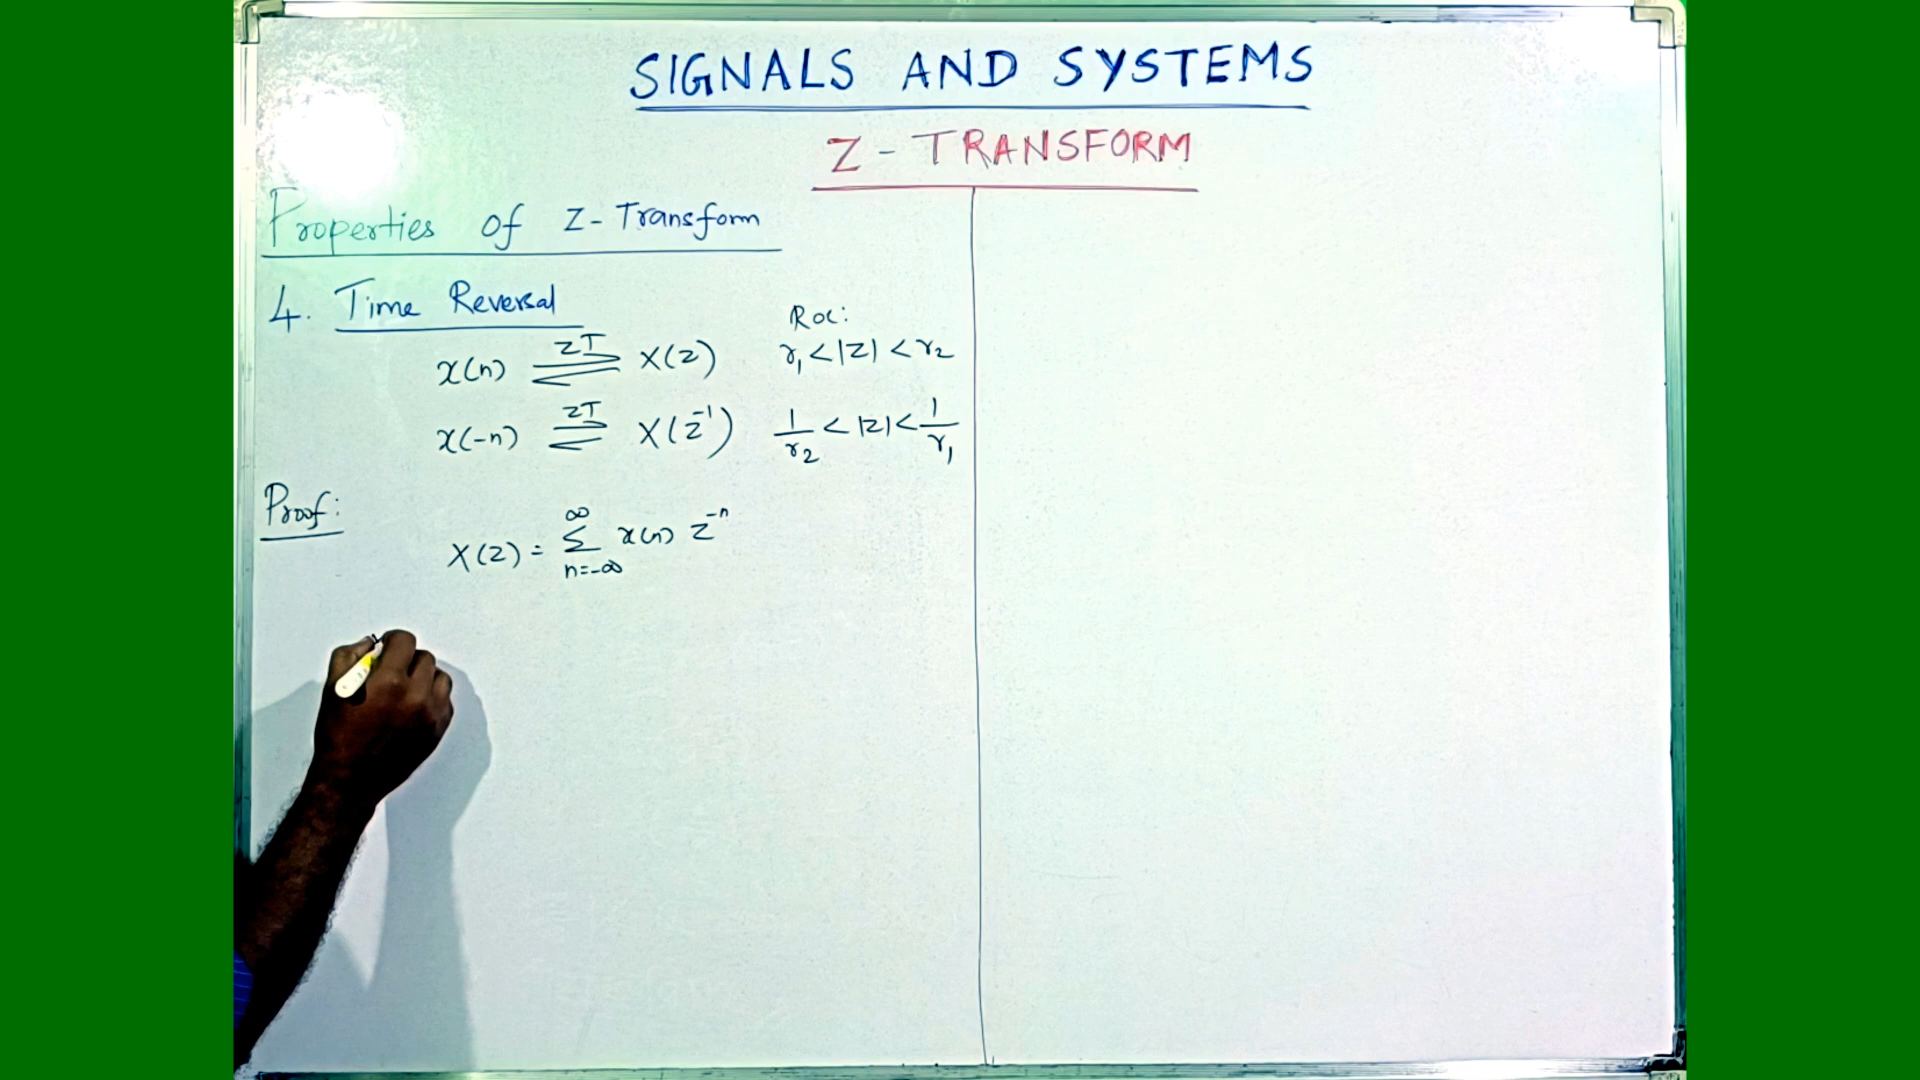 SIGNALS AND SYSTEMS
Z - TRANSFORM
Properties of Z - Transform
4. Time Reversal
ROC:
x(n) ZT ⇌ X(z) r₁ < |z| < r₂
x(-n) ZT ⇌ X(z⁻¹) 1/r₂ < |z| < 1/r₁
Proof:
X(z) = ∑_{n=-∞}^{∞} x(n) z⁻ⁿ